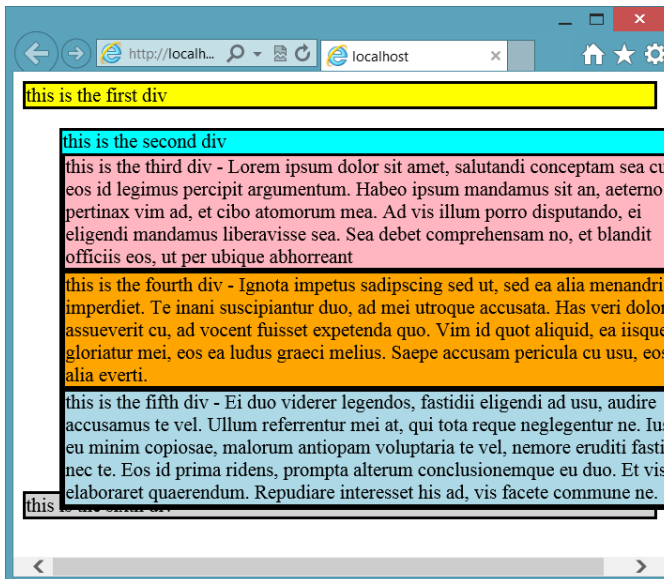 http://localh...
localhost
this is the first div
this is the second div
this is the third div - Lorem ipsum dolor sit amet, salutandi conceptam sea cu
eos id legimus percipit argumentum. Habeo ipsum mandamus sit an, aeterno
pertinax vim ad, et cibo atomorum mea. Ad vis illum porro disputando, ei
eligendi mandamus liberavisse sea. Sea debet comprehensam no, et blandit
officiis eos, ut per ubique abhorreant
this is the fourth div - Ignota impetus sadipscing sed ut, sed ea alia menandri
imperdiet. Te inani suscipiantur duo, ad mei utroque accusata. Has veri dolor
assueverit cu, ad vocent fuisset expetenda quo. Vim id quot aliquid, ea iisque
gloriatur mei, eos ea ludus graeci melius. Saepe accusam pericula cu usu, eos
alia everti.
this is the fifth div - Ei duo viderer legendos, fastidii eligendi ad usu, audire
accusamus te vel. Ullum referrentur mei at, qui tota reque neglegentur ne. Ius
eu minim copiosae, malorum antiopam voluptaria te vel, nemore eruditi fasti
nec te. Eos id prima ridens, prompta alterum conclusionemque eu duo. Et vis
elaboraret quaerendum. Repudiare interesset his ad, vis facete commune ne.
this is the sixth div